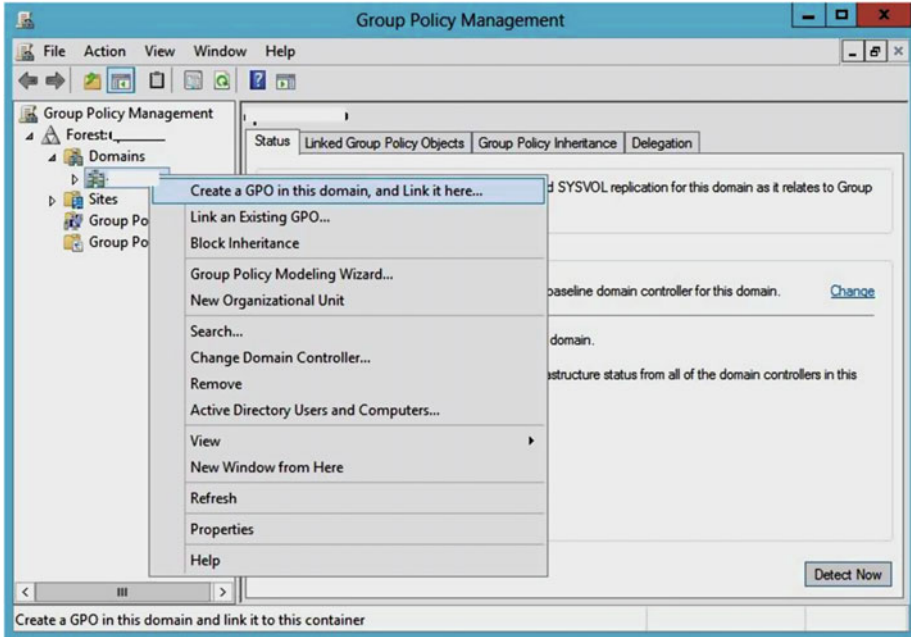 Group Policy Management
File Action View Window Help
Group Policy Management
Forest:
Domains
Sites
Group Po
Group Po
Status Linked Group Policy Objects Group Policy Inheritance Delegation
d SYSVOL replication for this domain as it relates to Group
baseline domain controller for this domain. Change
domain.
astructure status from all of the domain controllers in this
Create a GPO in this domain, and Link it here...
Link an Existing GPO...
Block Inheritance
Group Policy Modeling Wizard...
New Organizational Unit
Search...
Change Domain Controller...
Remove
Active Directory Users and Computers...
View
New Window from Here
Refresh
Properties
Help
Detect Now
Create a GPO in this domain and link it to this container